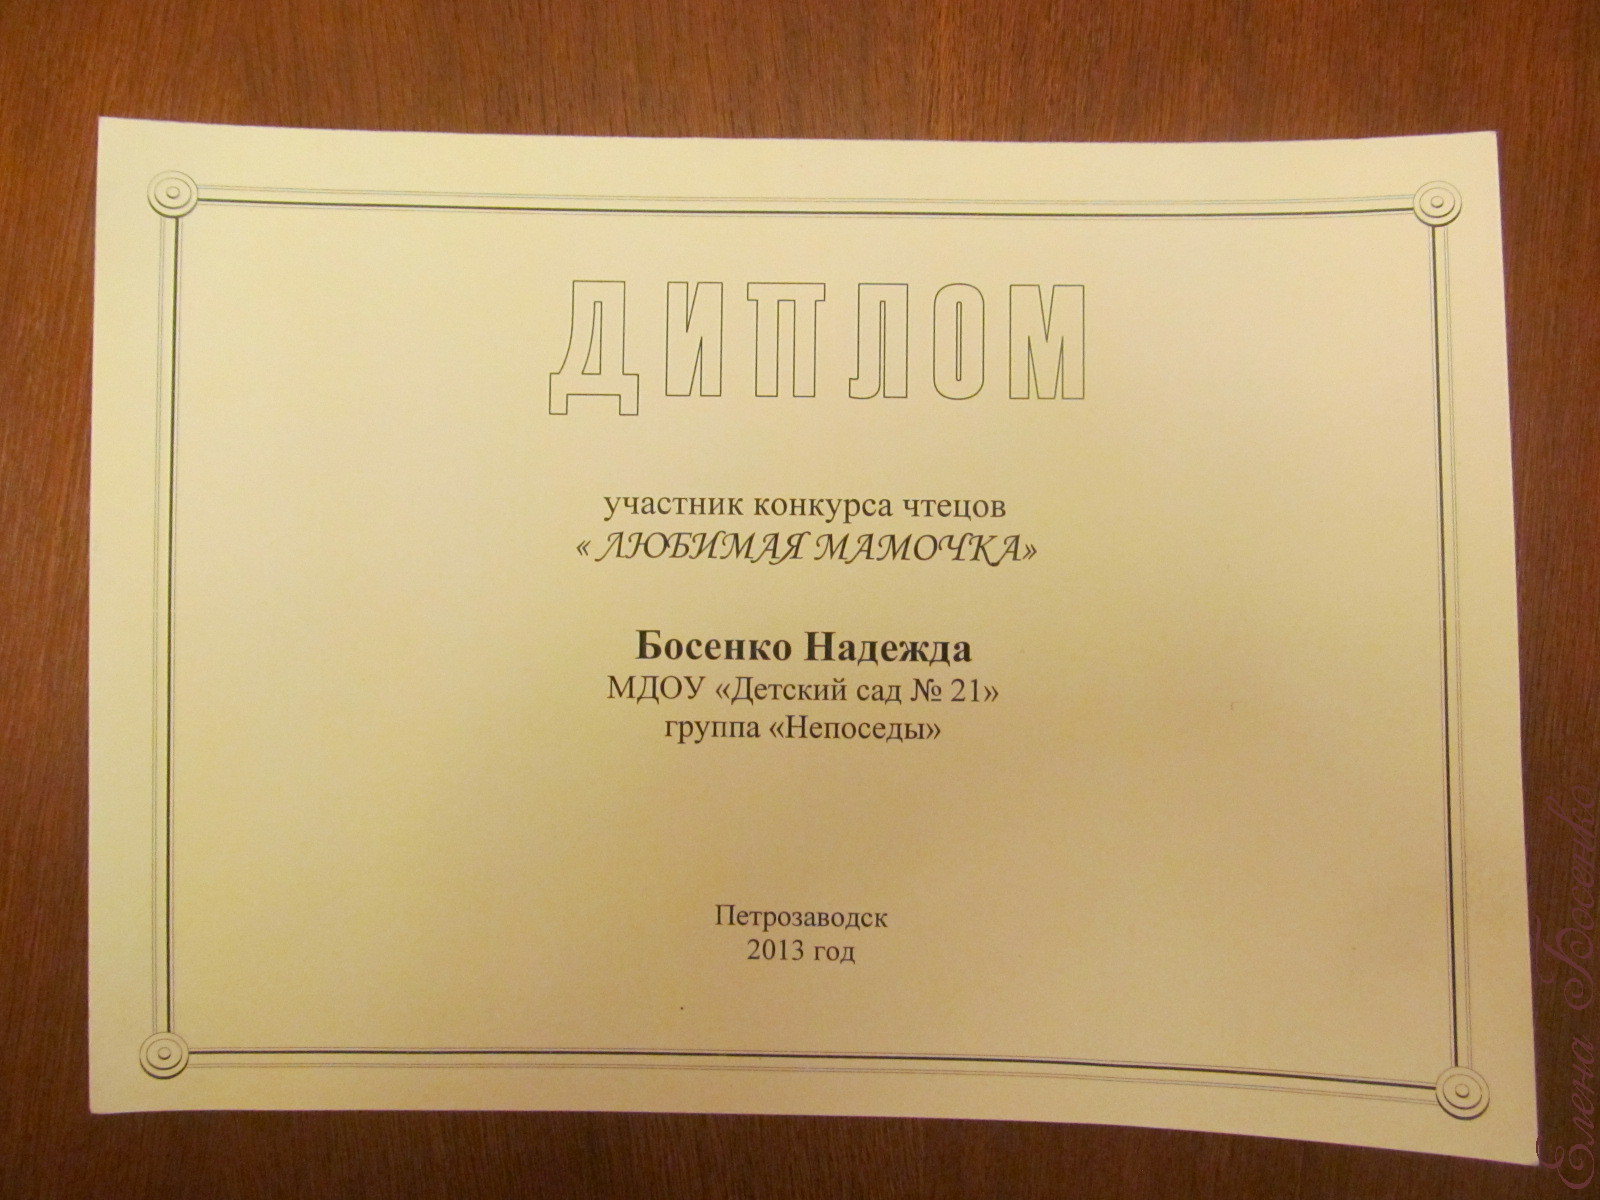 ДИПЛОМ
участник конкурса чтецов
« ЛЮБИМАЯ МАМОЧКА»
Босенко Надежда
МДОУ «Детский сад № 21»
группа «Непоседы»
Петрозаводск
2013 год
Елена Босенко